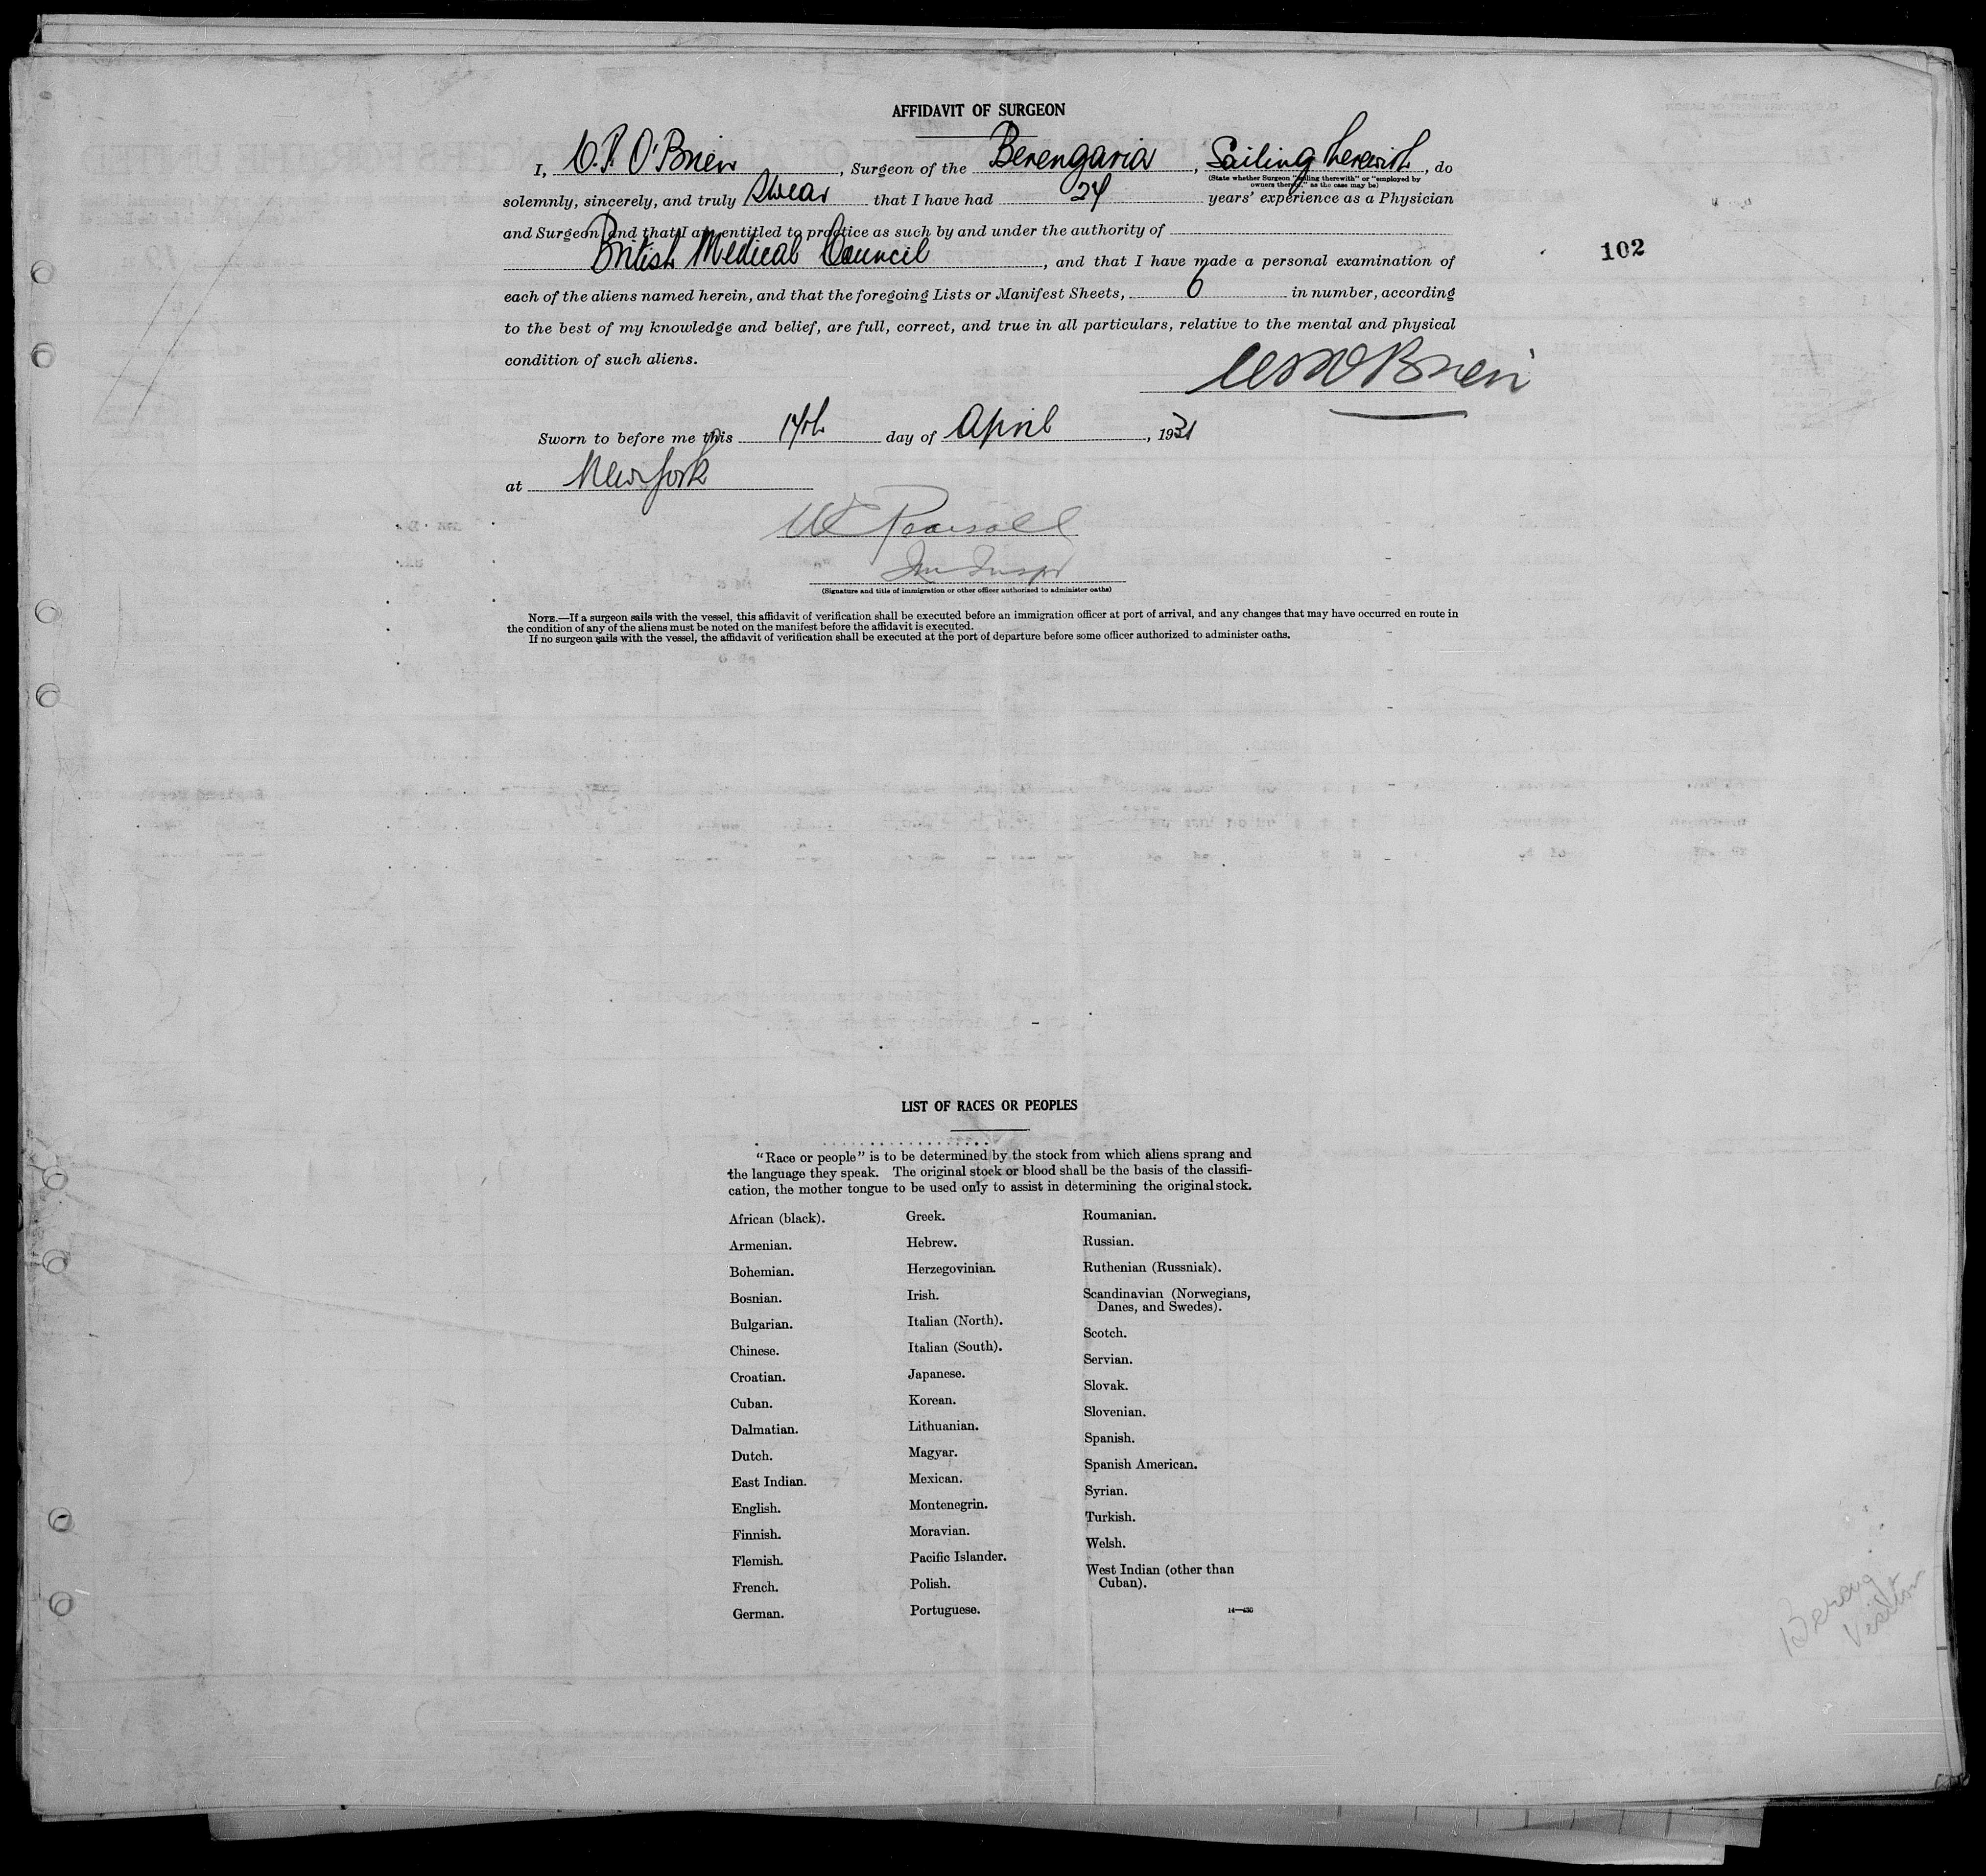 AFFIDAVIT OF SURGEON
I, O'Brien, Surgeon of the Berengaria, Sailing therewith, do
(State whether Surgeon "sailing therewith" or "employed by
owners thereof," as the case may be)
solemnly, sincerely, and truly swear that I have had 24 years' experience as a Physician
and Surgeon and that I am entitled to practice as such by and under the authority of
British Medical Council, and that I have made a personal examination of
102
each of the aliens named herein, and that the foregoing Lists or Manifest Sheets, 6 in number, according
to the best of my knowledge and belief, are full, correct, and true in all particulars, relative to the mental and physical
condition of such aliens.
O'Brien
Sworn to before me this 17th day of April, 1931
at New York
Pearsall
(Signature and title of immigration or other officer authorized to administer oaths)
NOTE.—If a surgeon sails with the vessel, this affidavit of verification shall be executed before an immigration officer at port of arrival, and any changes that may have occurred en route in
the condition of any of the aliens must be noted on the manifest before the affidavit is executed.
If no surgeon sails with the vessel, the affidavit of verification shall be executed at the port of departure before some officer authorized to administer oaths.
LIST OF RACES OR PEOPLES
"Race or people" is to be determined by the stock from which aliens sprang and
the language they speak. The original stock or blood shall be the basis of the classifi-
cation, the mother tongue to be used only to assist in determining the original stock.
African (black).
Armenian.
Bohemian.
Bosnian.
Bulgarian.
Chinese.
Croatian.
Cuban.
Dalmatian.
Dutch.
East Indian.
English.
Finnish.
Flemish.
French.
German.
Greek.
Hebrew.
Herzegovinian.
Irish.
Italian (North).
Italian (South).
Japanese.
Korean.
Lithuanian.
Magyar.
Mexican.
Montenegrin.
Moravian.
Pacific Islander.
Polish.
Portuguese.
Roumanian.
Russian.
Ruthenian (Russniak).
Scandinavian (Norwegians,
Danes, and Swedes).
Scotch.
Servian.
Slovak.
Slovenian.
Spanish.
Spanish American.
Syrian.
Turkish.
Welsh.
West Indian (other than
Cuban).
Bereng
Visitors